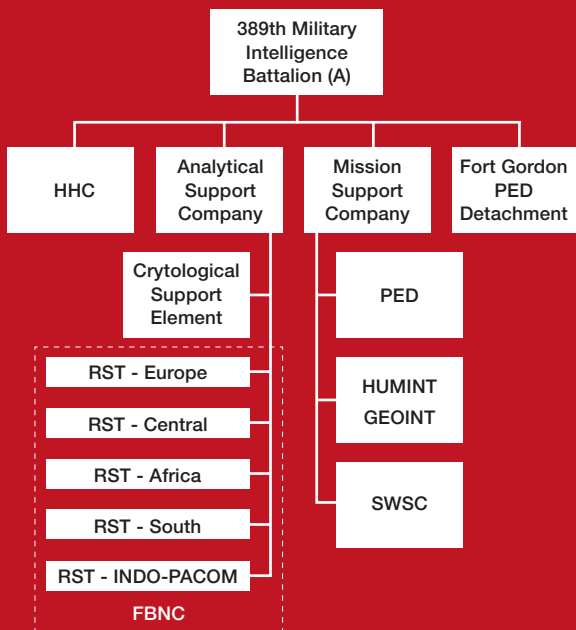 389th Military
Intelligence
Battalion (A)
HHC
Analytical
Support
Company
Mission
Support
Company
Fort Gordon
PED
Detachment
Crytological
Support
Element
RST - Europe
RST - Central
RST - Africa
RST - South
RST - INDO-PACOM
FBNC
PED
HUMINT
GEOINT
SWSC